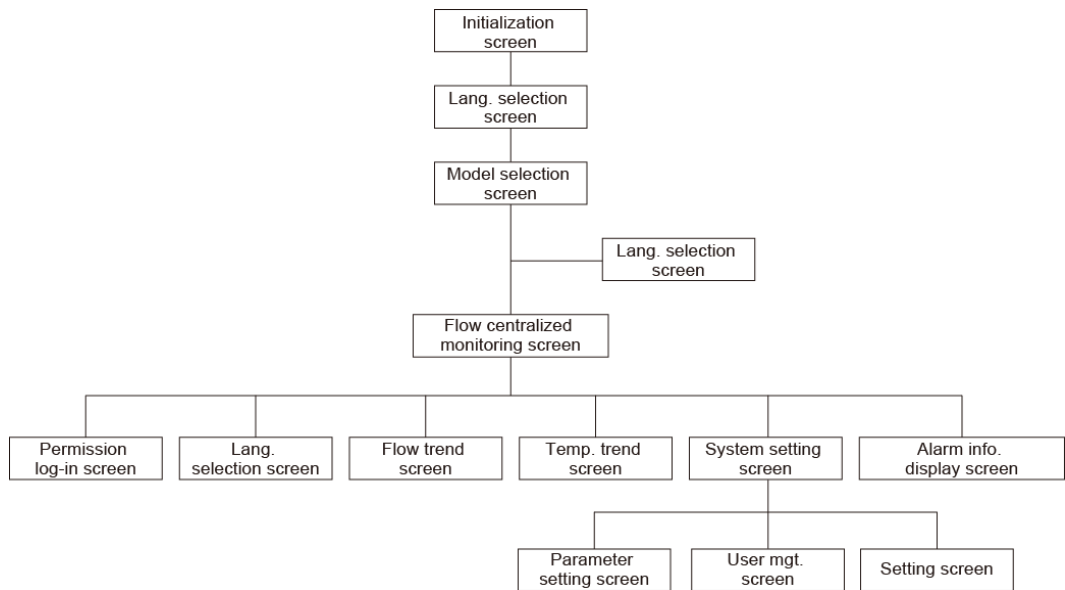 Initialization
screen
Lang. selection
screen
Model selection
screen
Lang. selection
screen
Flow centralized
monitoring screen
Permission
log-in screen
Lang.
selection screen
Flow trend
screen
Temp. trend
screen
System setting
screen
Alarm info.
display screen
Parameter
setting screen
User mgt.
screen
Setting screen